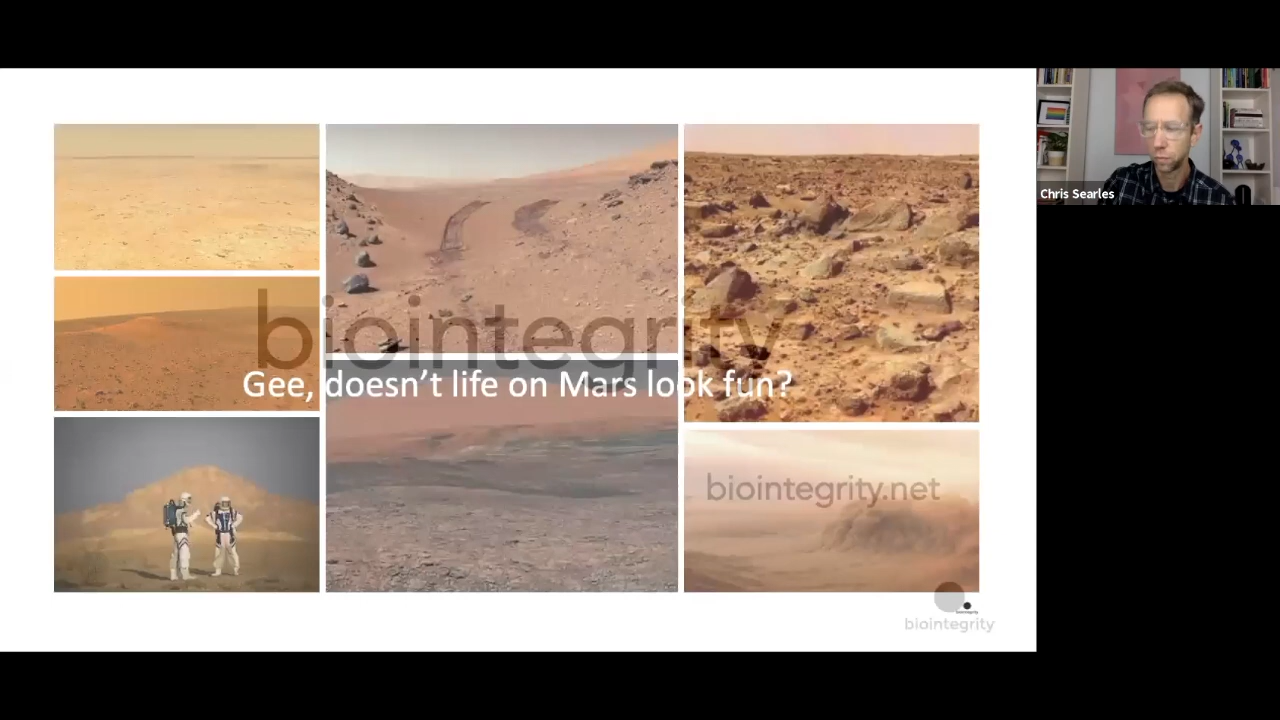 Chris Searles
biointegrity
Gee, doesn't life on Mars look fun?
biointegrity.net
biointegrity